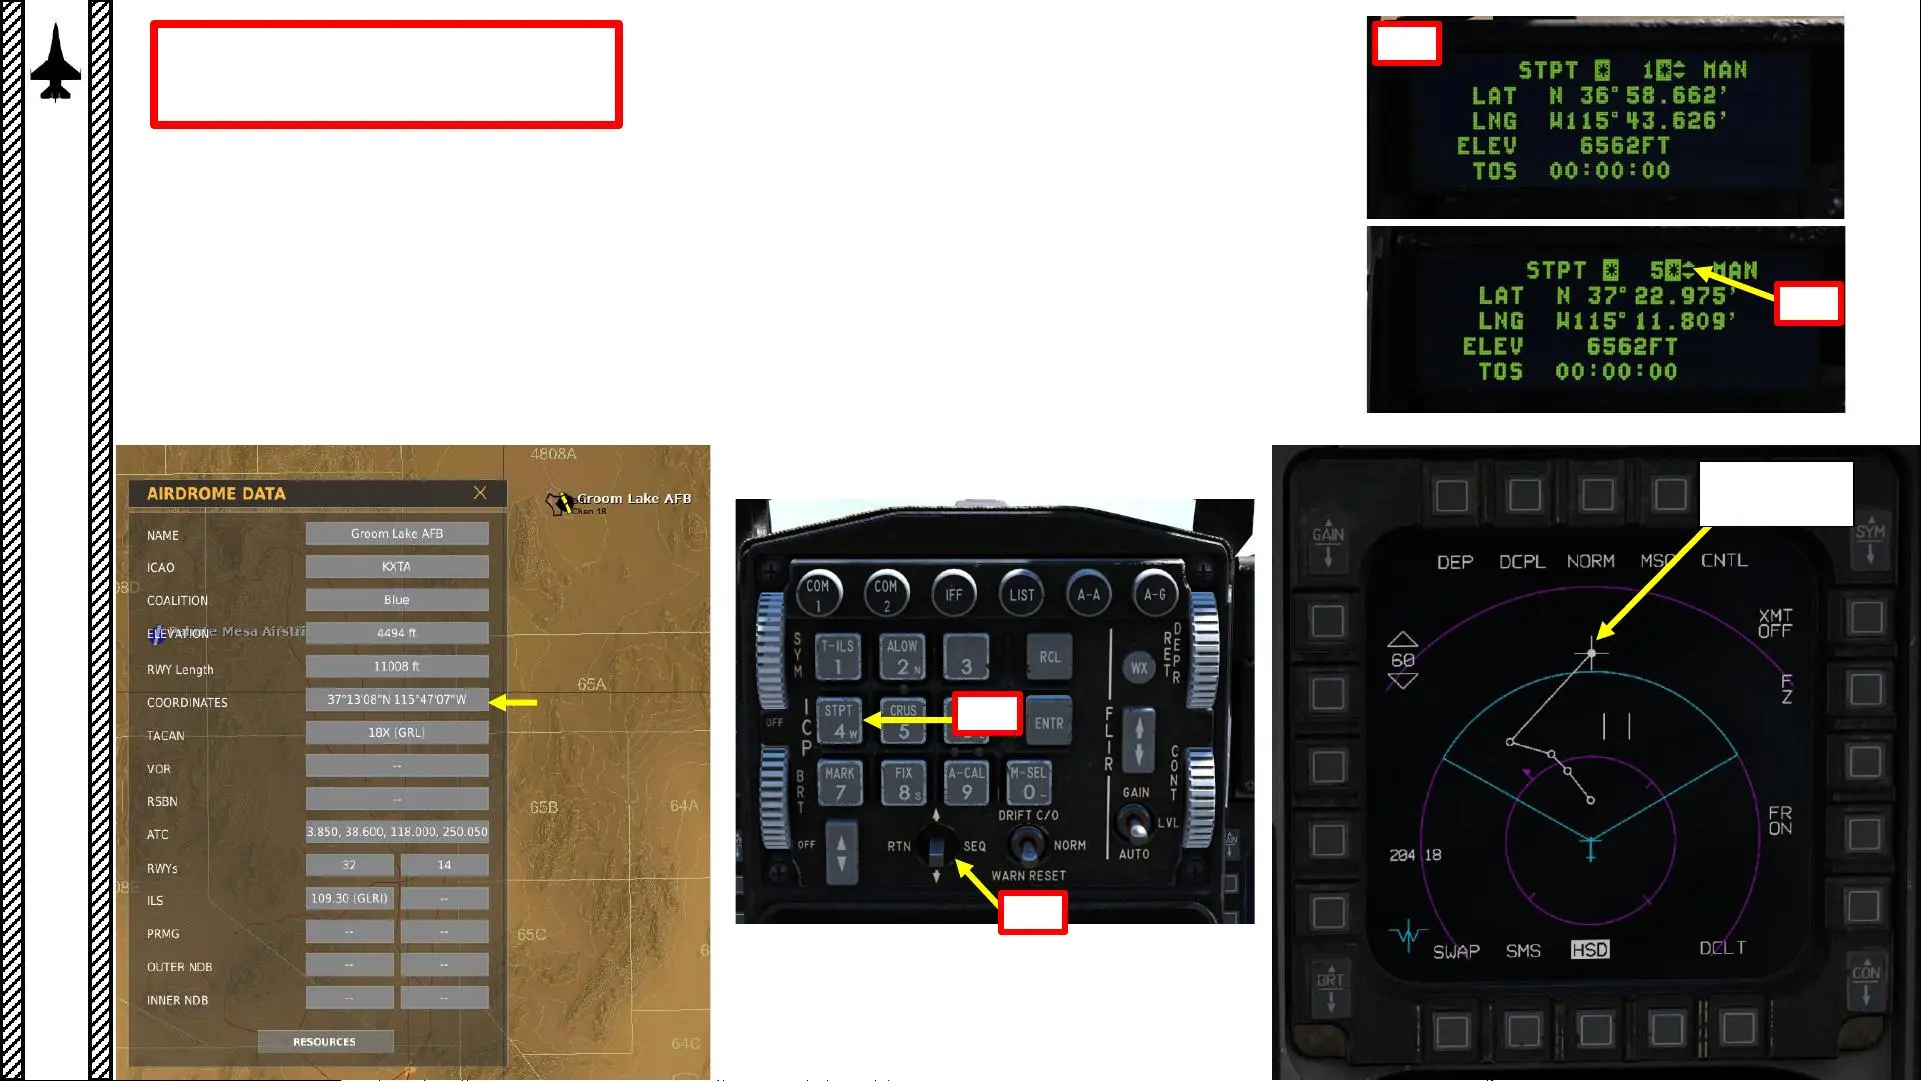 STPT * 1* MAN
LAT N 36°58.662'
LNG W115°43.626'
ELEV 6562FT
TOS 00:00:00
STPT * 5* MAN
LAT N 37°22.975'
LNG W115°11.809'
ELEV 6562FT
TOS 00:00:00
4808A
Groom Lake AFB
Chan 18
65A
65B
64A
65C
64C
AIRDROME DATA
NAME Groom Lake AFB
ICAO KXTA
COALITION Blue
ELEVATION 4494 ft
RWY Length 11008 ft
COORDINATES 37°13'08"N 115°47'07"W
TACAN 18X (GRL)
VOR --
RSBN --
ATC 3.850, 38.600, 118.000, 250.050
RWYs 32 14
ILS 109.30 (GLRI) --
PRMG -- --
OUTER NDB -- --
INNER NDB -- --
RESOURCES
COM 1
COM 2
IFF
LIST
A-A
A-G
SYM
T-ILS 1
ALOW 2 N
3
RCL
WX
RET
DEPR
OFF
ICP
STPT 4 W
CRUS 5
ENTR
FLIR
CONT
BRT
MARK 7
FIX 8 S
A-CAL 9
M-SEL 0 -
OFF
RTN
SEQ
DRIFT C/O
NORM
WARN RESET
GAIN
LVL
AUTO
GAIN
SYM
DEP DCPL NORM MSG CNTL
XMT OFF
60
FZ
FR ON
204 18
SWAP SMS HSD DCLT
BRT
CON